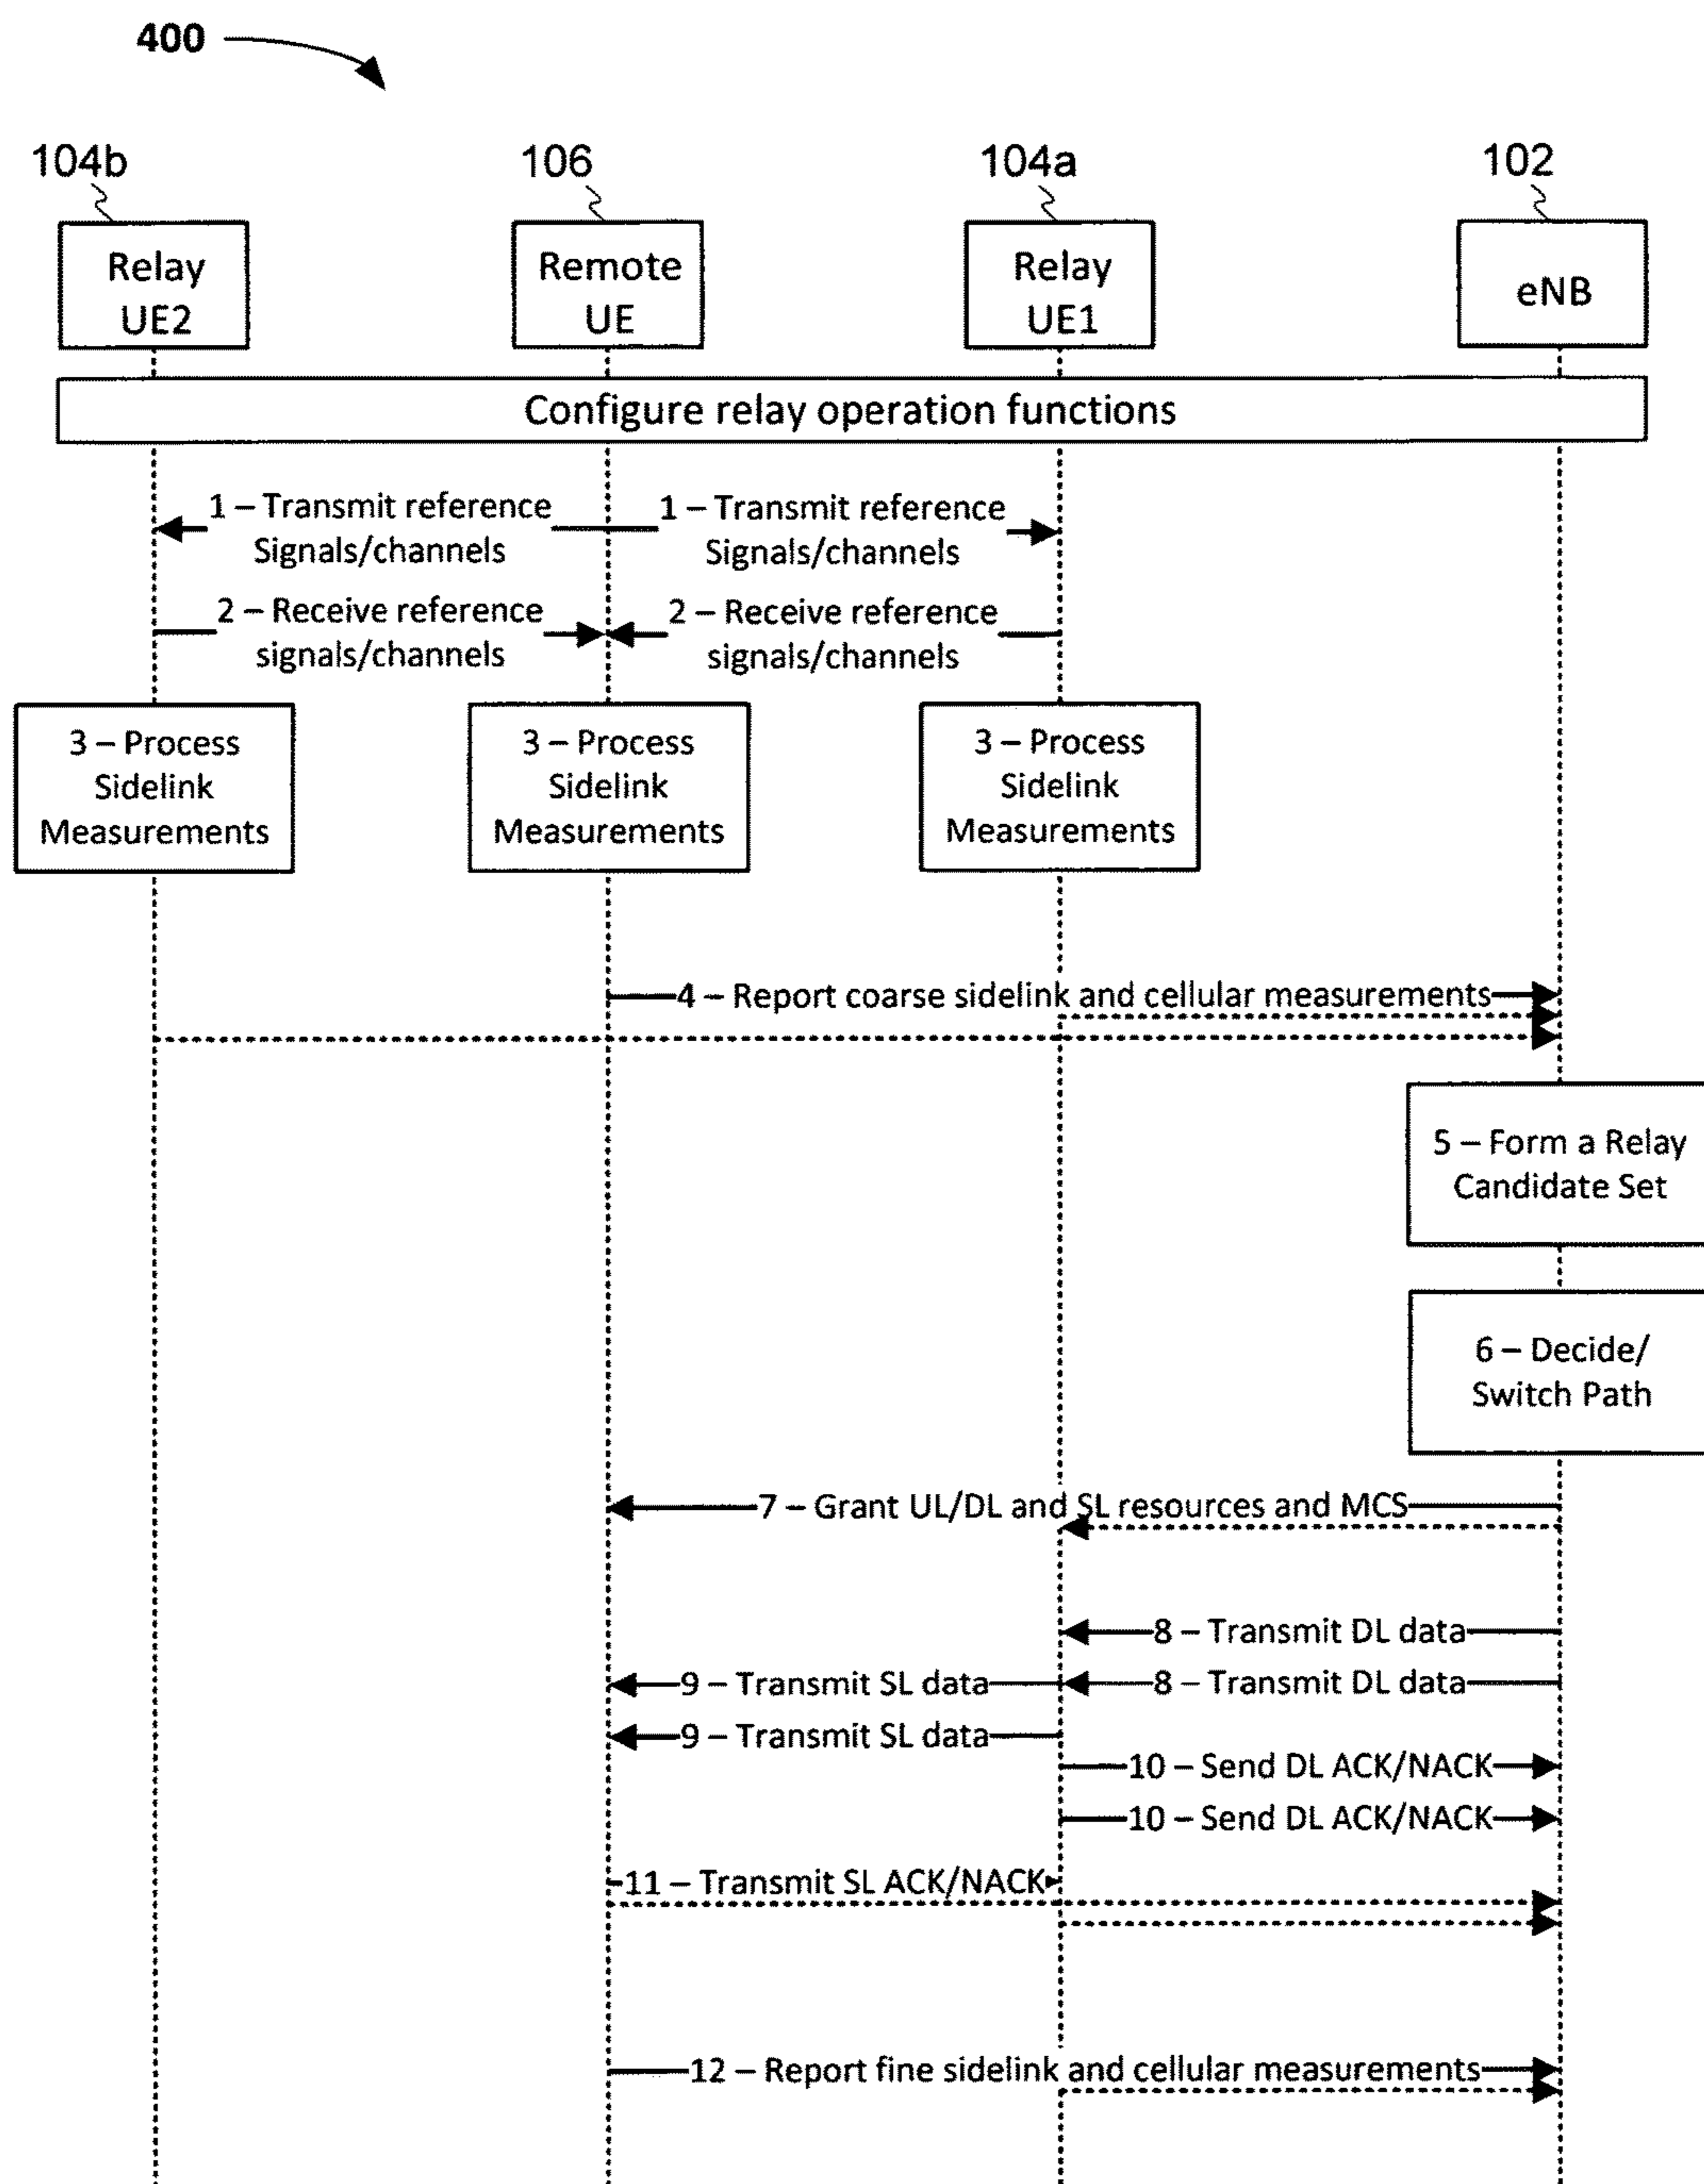 400
104b
106
104a
102
Relay
UE2
Remote
UE
Relay
UE1
eNB
Configure relay operation functions
1 – Transmit reference
Signals/channels
1 – Transmit reference
Signals/channels
2 – Receive reference
signals/channels
2 – Receive reference
signals/channels
3 – Process
Sidelink
Measurements
3 – Process
Sidelink
Measurements
3 – Process
Sidelink
Measurements
4 – Report coarse sidelink and cellular measurements
5 – Form a Relay
Candidate Set
6 – Decide/
Switch Path
7 – Grant UL/DL and SL resources and MCS
8 – Transmit DL data
9 – Transmit SL data
8 – Transmit DL data
9 – Transmit SL data
10 – Send DL ACK/NACK
10 – Send DL ACK/NACK
11 – Transmit SL ACK/NACK
12 – Report fine sidelink and cellular measurements